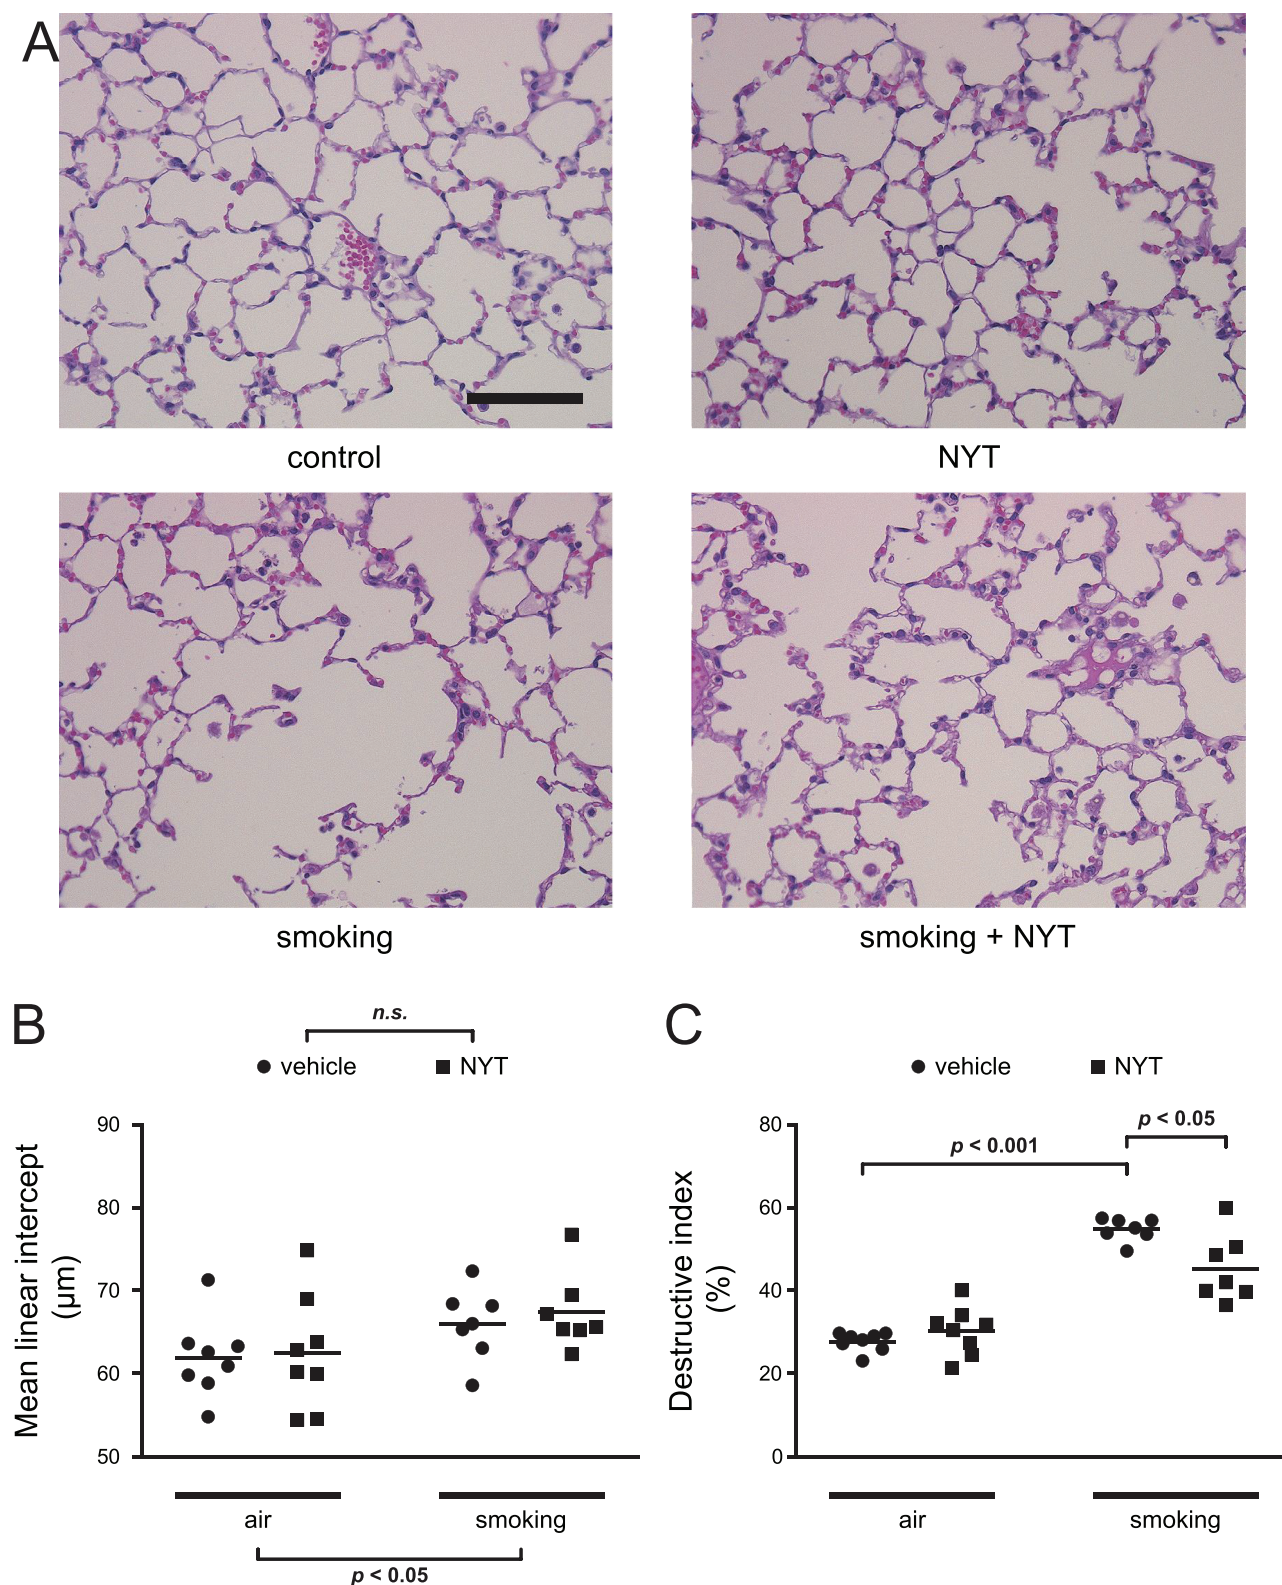 A
control
NYT
smoking
smoking + NYT
B
n.s.
vehicle
NYT
90
80
70
60
50
Mean linear intercept
(μm)
air
smoking
p < 0.05
C
vehicle
NYT
p < 0.05
p < 0.001
80
60
40
20
0
Destructive index
(%)
air
smoking